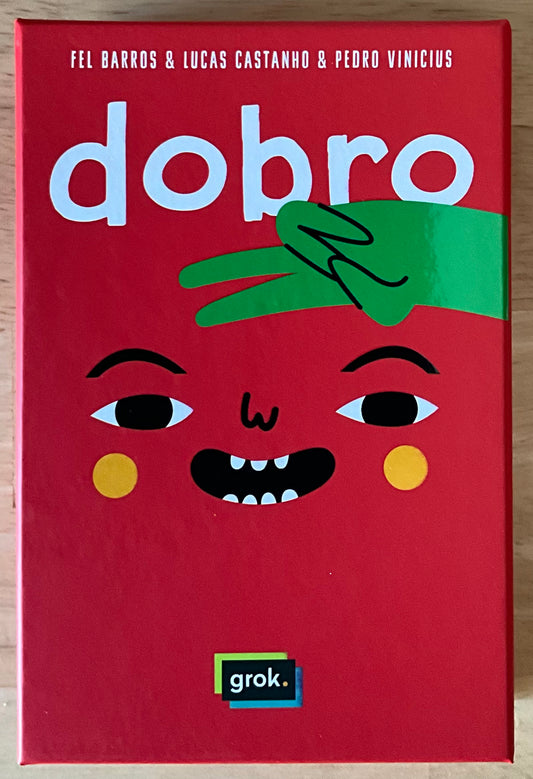 FEL BARROS & LUCAS CASTANHO & PEDRO VINICIUS
dobro
grok.